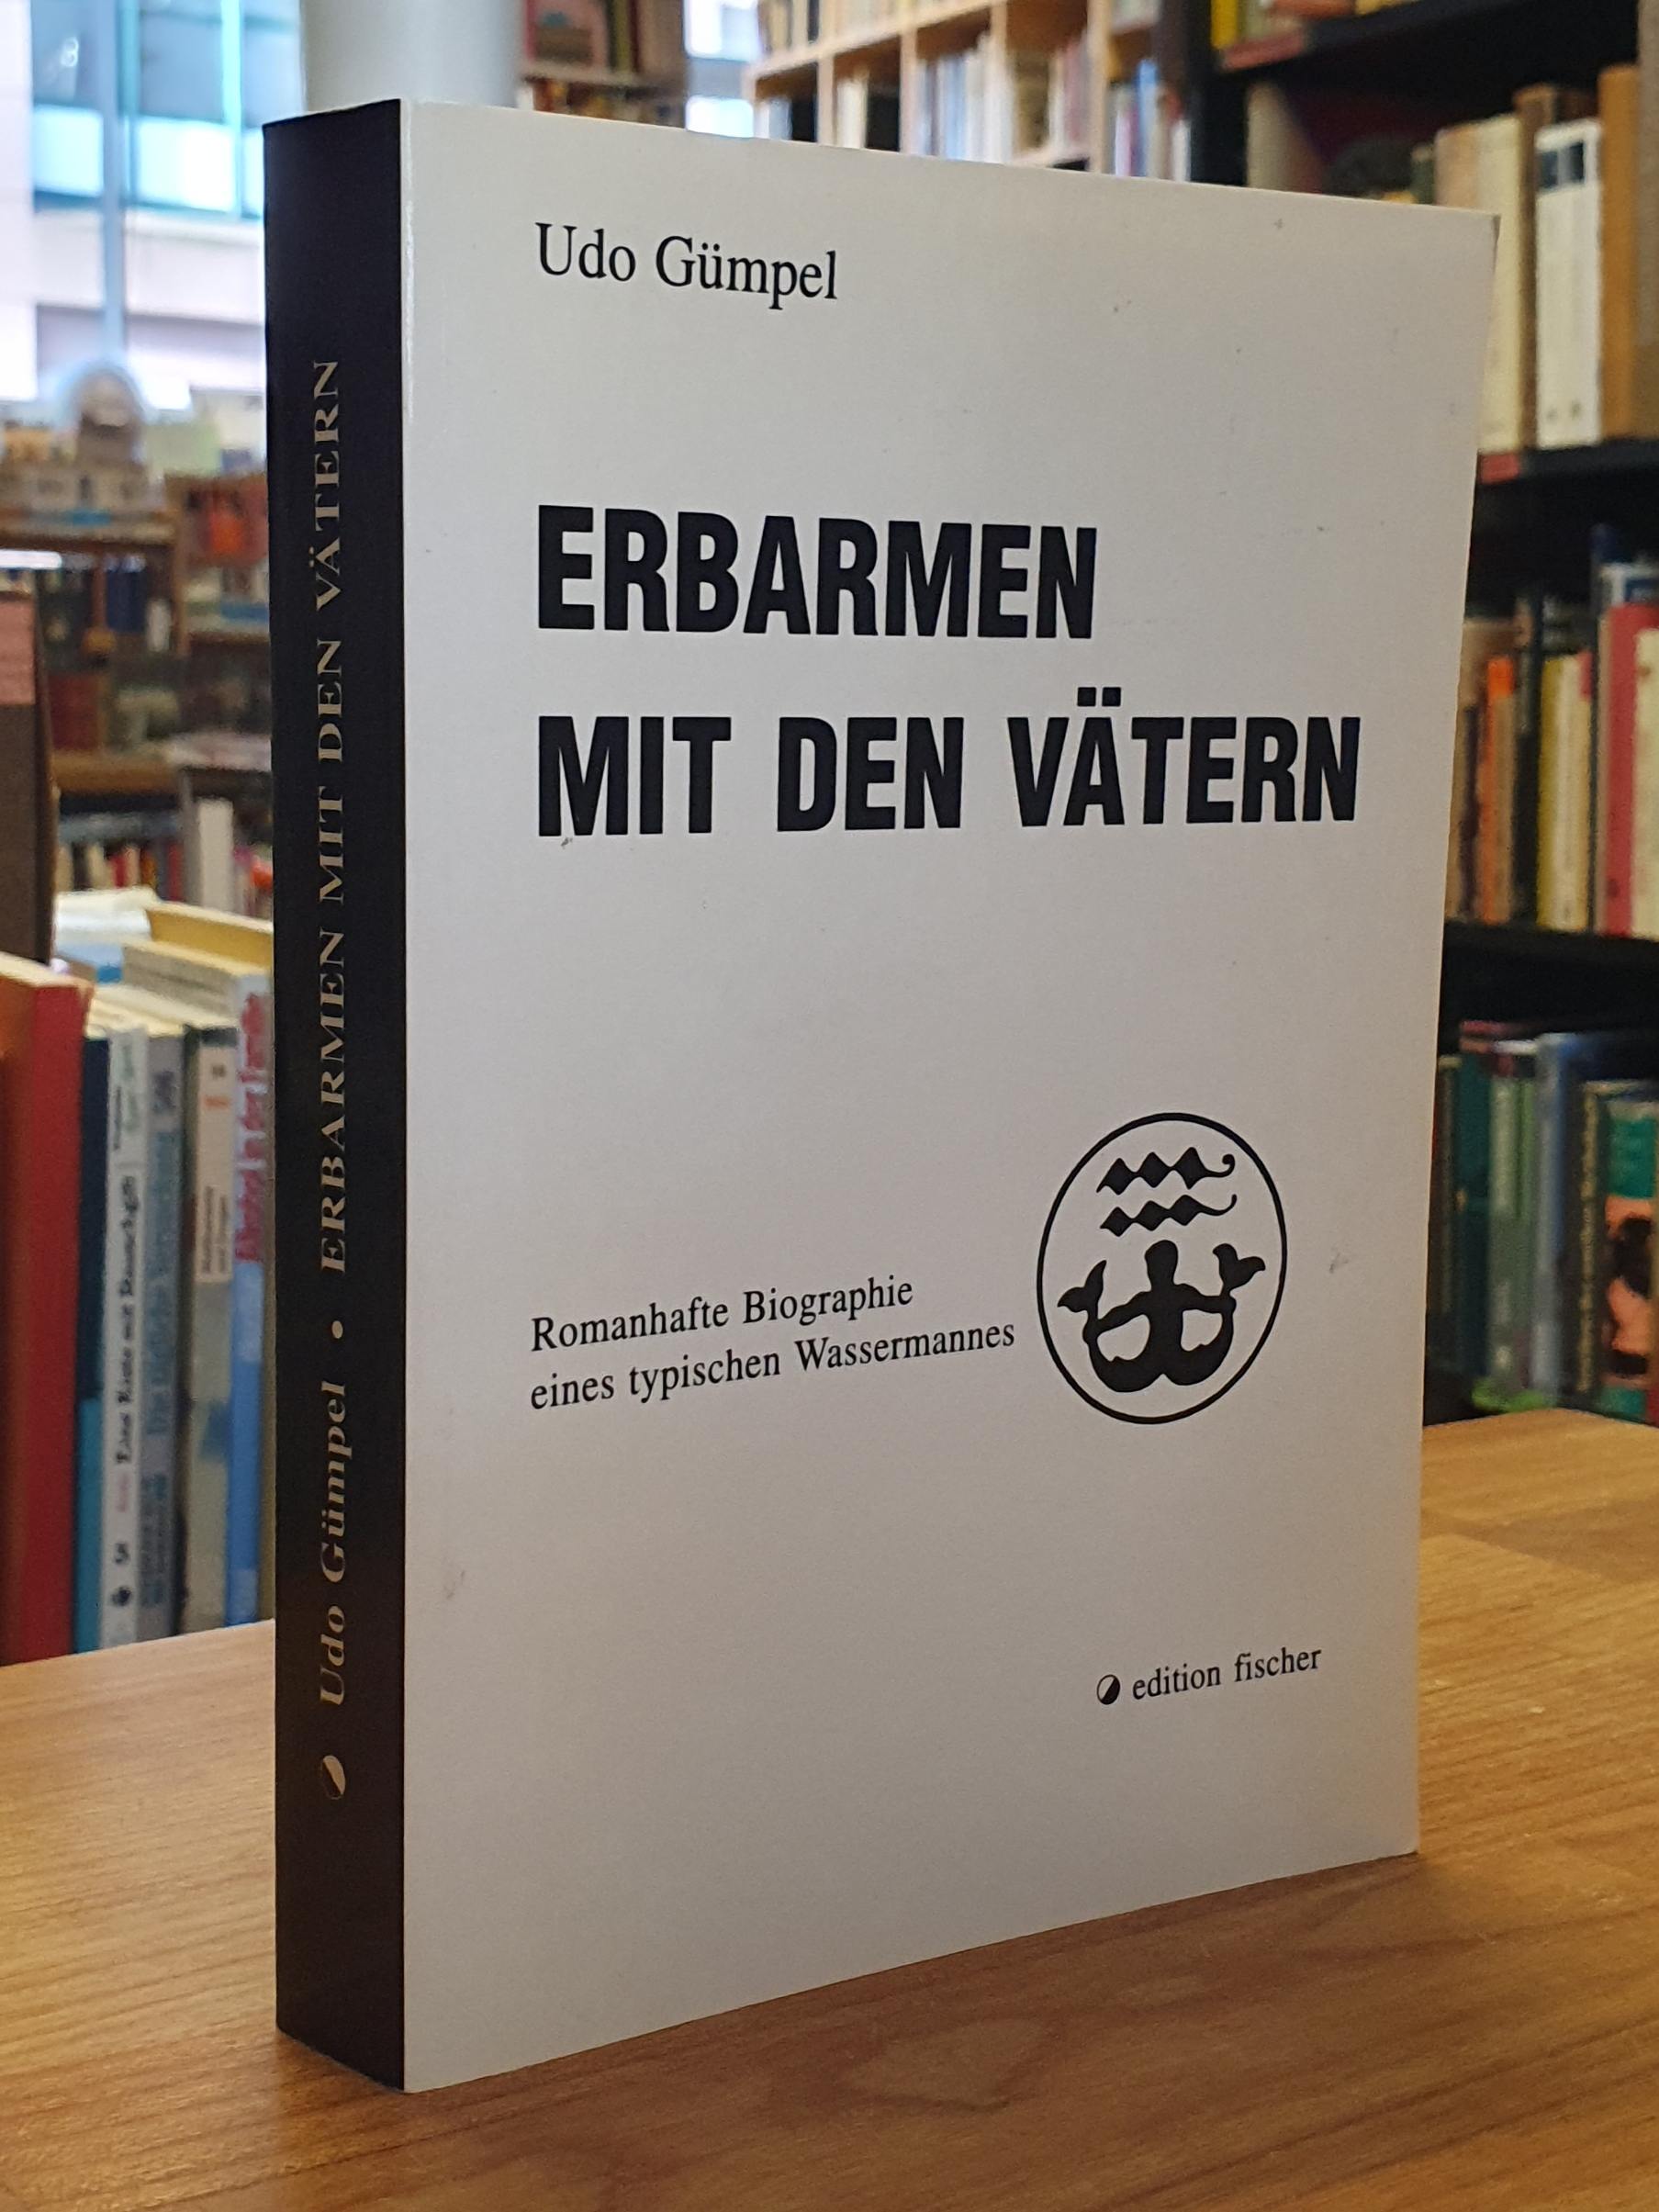 Udo Gümpel
ERBARMEN
MIT DEN VÄTERN
Romanhafte Biographie
eines typischen Wassermannes
edition fischer
Udo Gümpel • ERBARMEN MIT DEN VÄTERN